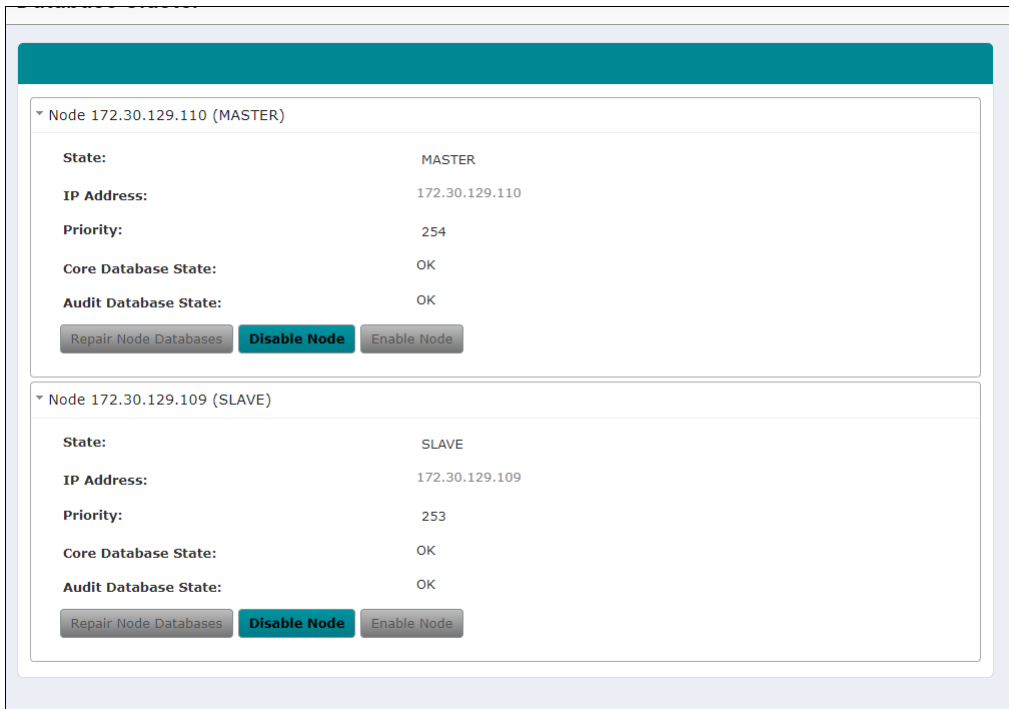 Database Cluster
Node 172.30.129.110 (MASTER)
State: MASTER
IP Address: 172.30.129.110
Priority: 254
Core Database State: OK
Audit Database State: OK
Repair Node Databases Disable Node Enable Node
Node 172.30.129.109 (SLAVE)
State: SLAVE
IP Address: 172.30.129.109
Priority: 253
Core Database State: OK
Audit Database State: OK
Repair Node Databases Disable Node Enable Node